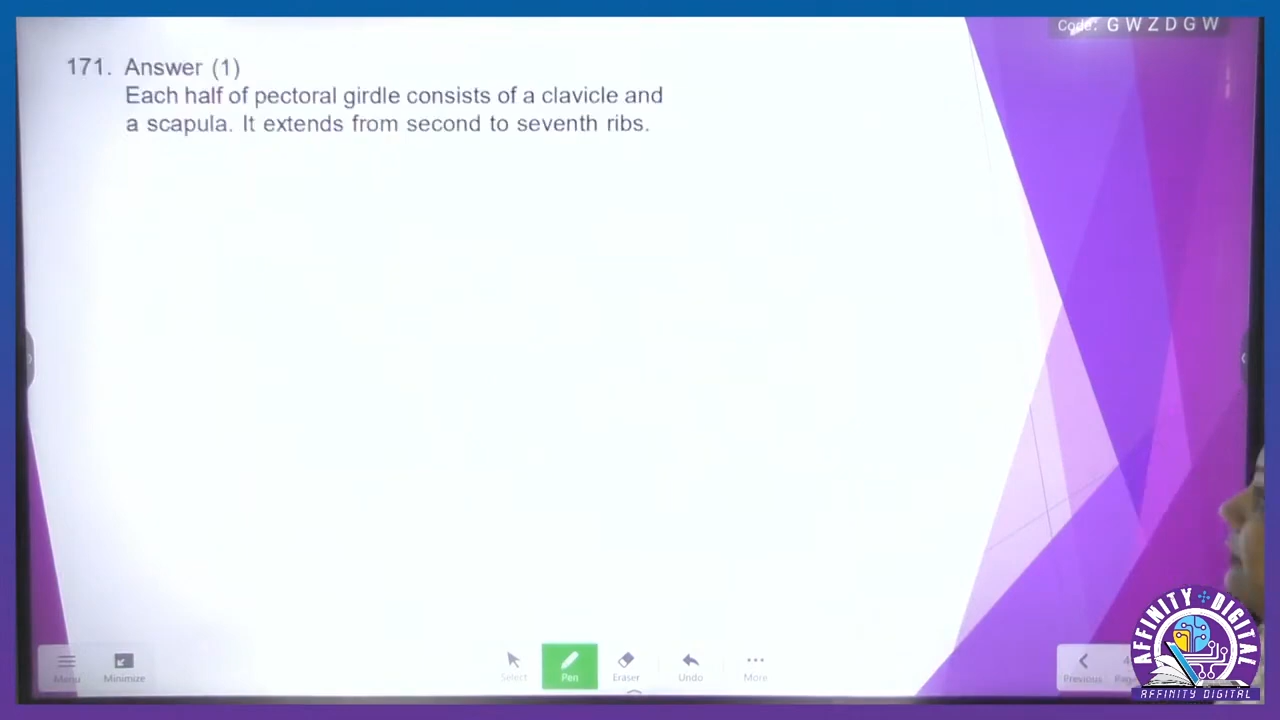 Code: G W Z D G W
171. Answer (1)
Each half of pectoral girdle consists of a clavicle and
a scapula. It extends from second to seventh ribs.
Menu
Minimize
Select
Pen
Eraser
Undo
More
Previous
AFFINITY DIGITAL
AFFINITY DIGITAL